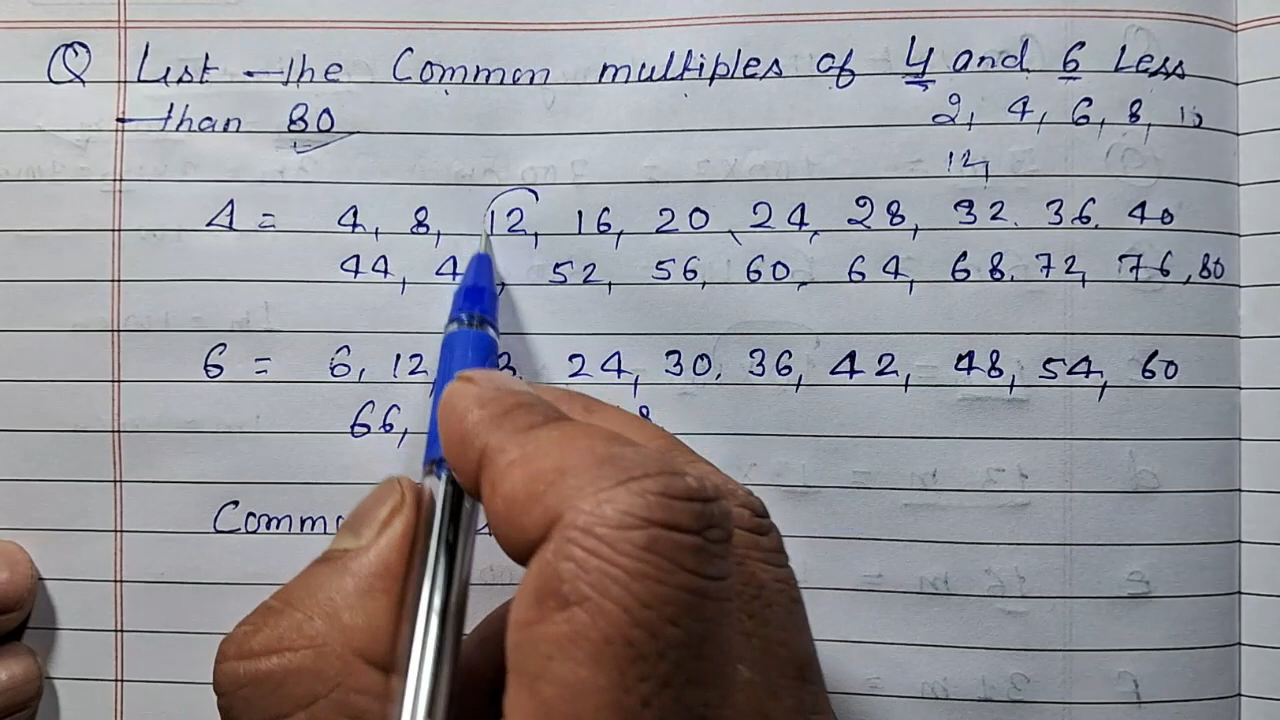 Q List the Common multiples of 4 and 6 Less
than 80
2, 4, 6, 8, 10
12,
4 = 4, 8, 12, 16, 20, 24, 28, 32. 36. 40
44, 52, 56, 60, 64, 68. 72, 76, 80
6 = 6, 12, 24, 30, 36, 42, 48, 54, 60
66,